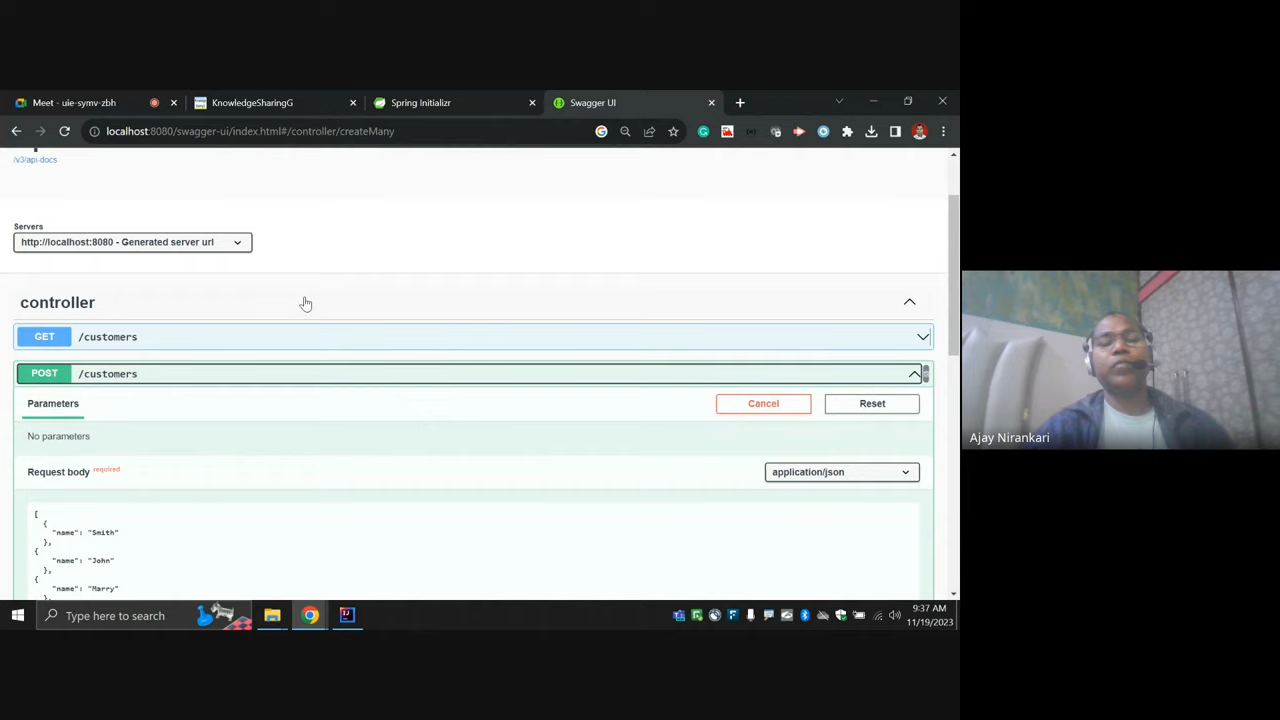 Meet - uie-symv-zbh
KnowledgeSharingG
Spring Initializr
Swagger UI
localhost:8080/swagger-ui/index.html#/controller/createMany
/v3/api-docs
Servers
http://localhost:8080 - Generated server url
controller
GET /customers
POST /customers
Parameters
Cancel
Reset
No parameters
Request body required
application/json
[
{
"name": "Smith"
},
{
"name": "John"
},
{
"name": "Marry"
Type here to search
9:37 AM
11/19/2023
Ajay Nirankari